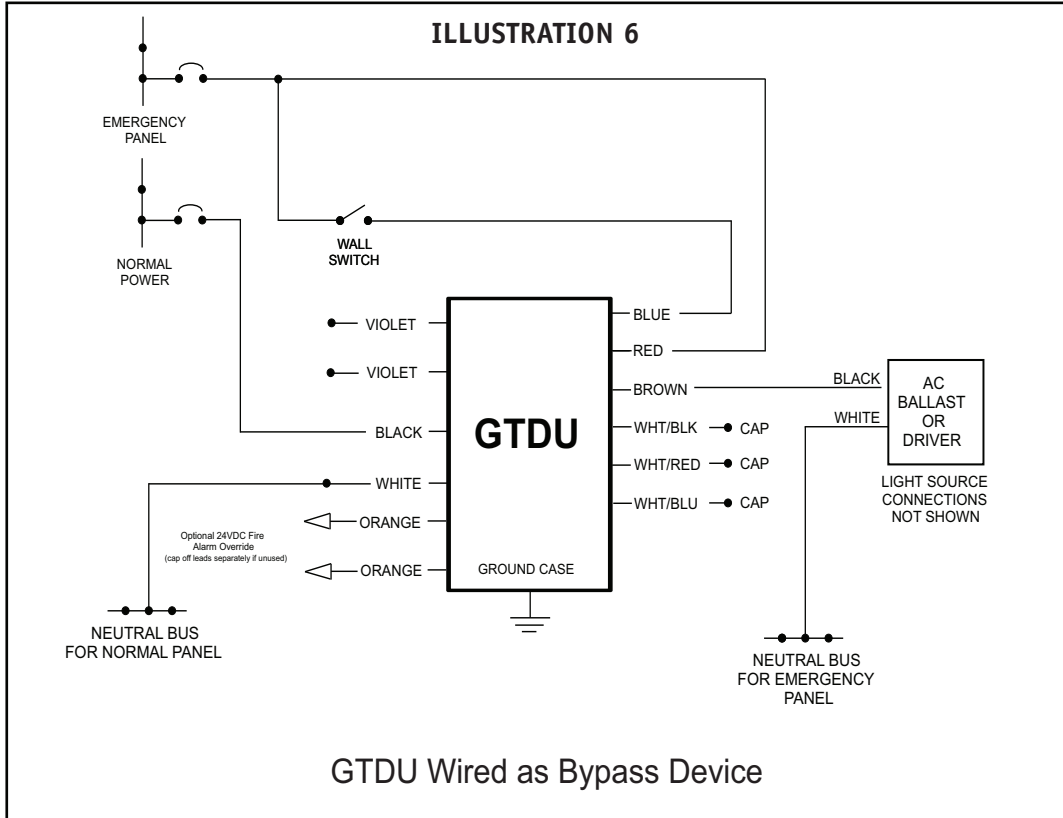 ILLUSTRATION 6
EMERGENCY
PANEL
NORMAL
POWER
WALL
SWITCH
VIOLET
VIOLET
BLACK
WHITE
ORANGE
ORANGE
Optional 24VDC Fire
Alarm Override
(cap off leads separately if unused)
NEUTRAL BUS
FOR NORMAL PANEL
GTDU
GROUND CASE
BLUE
RED
BROWN
WHT/BLK
CAP
WHT/RED
CAP
WHT/BLU
CAP
BLACK
WHITE
AC
BALLAST
OR
DRIVER
LIGHT SOURCE
CONNECTIONS
NOT SHOWN
NEUTRAL BUS
FOR EMERGENCY
PANEL
GTDU Wired as Bypass Device